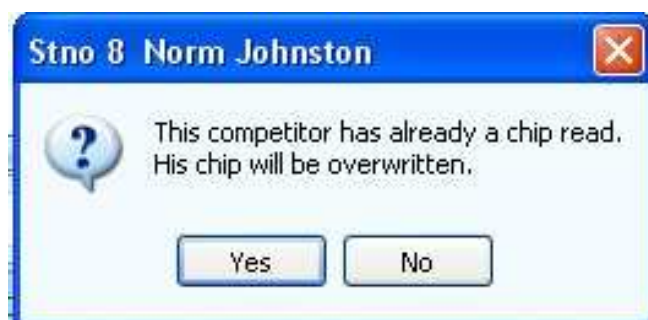 Stno 8 Norm Johnston
This competitor has already a chip read.
His chip will be overwritten.
Yes
No